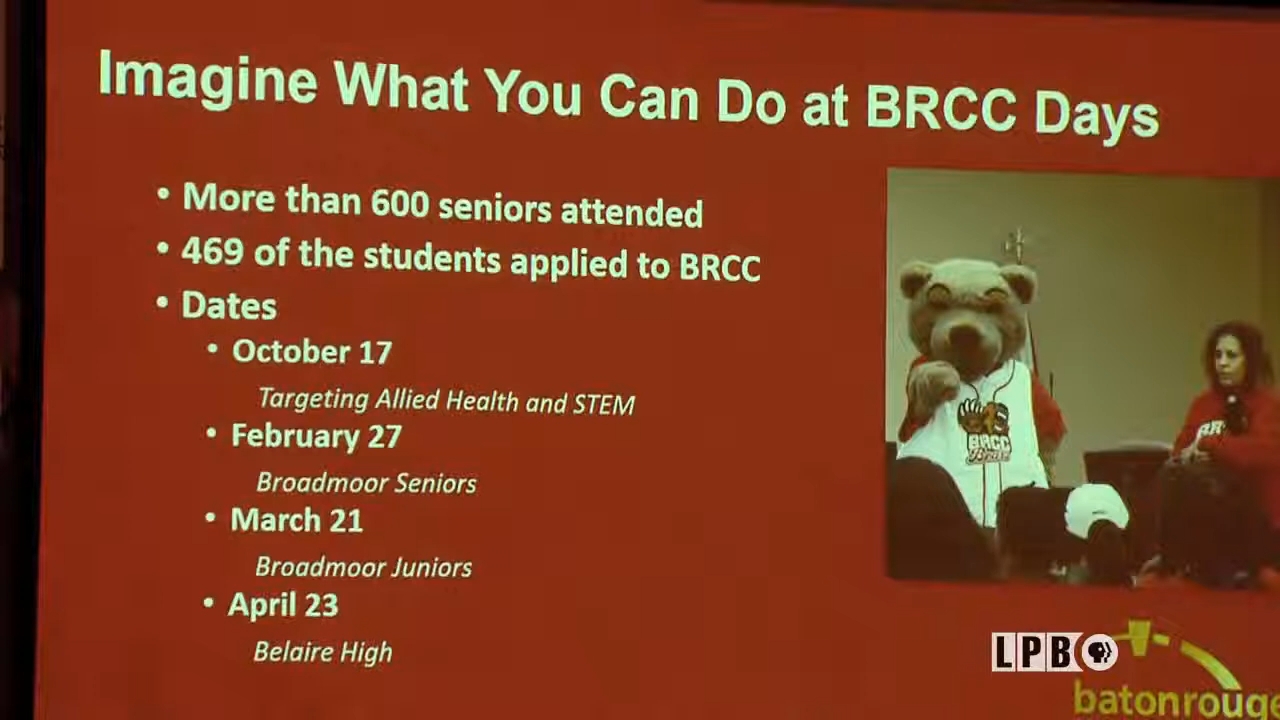 Imagine What You Can Do at BRCC Days
• More than 600 seniors attended
• 469 of the students applied to BRCC
• Dates
• October 17
Targeting Allied Health and STEM
• February 27
Broadmoor Seniors
• March 21
Broadmoor Juniors
• April 23
Belaire High
BRCC
Bears
BR
LPB
batonrouge